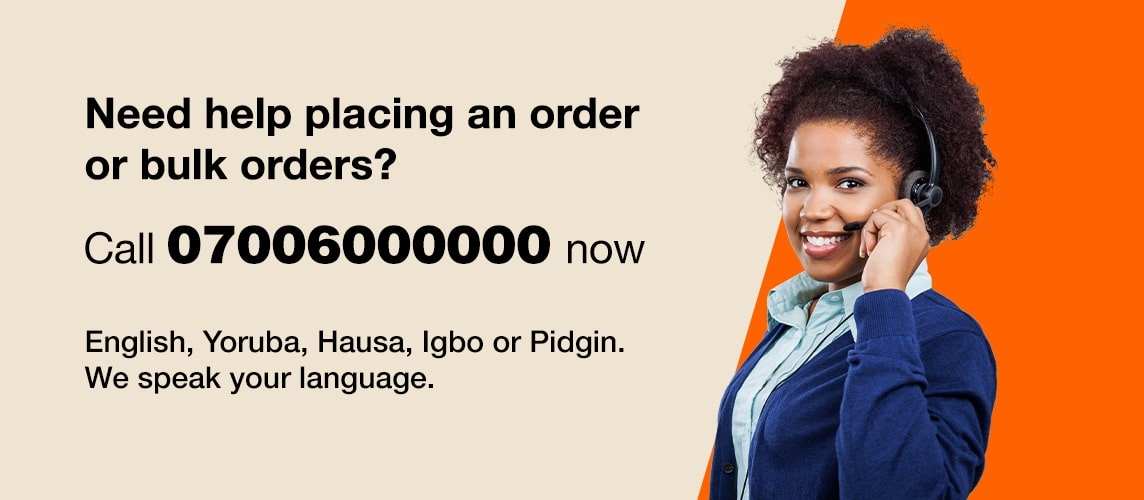 Need help placing an order
or bulk orders?
Call 07006000000 now
English, Yoruba, Hausa, Igbo or Pidgin.
We speak your language.